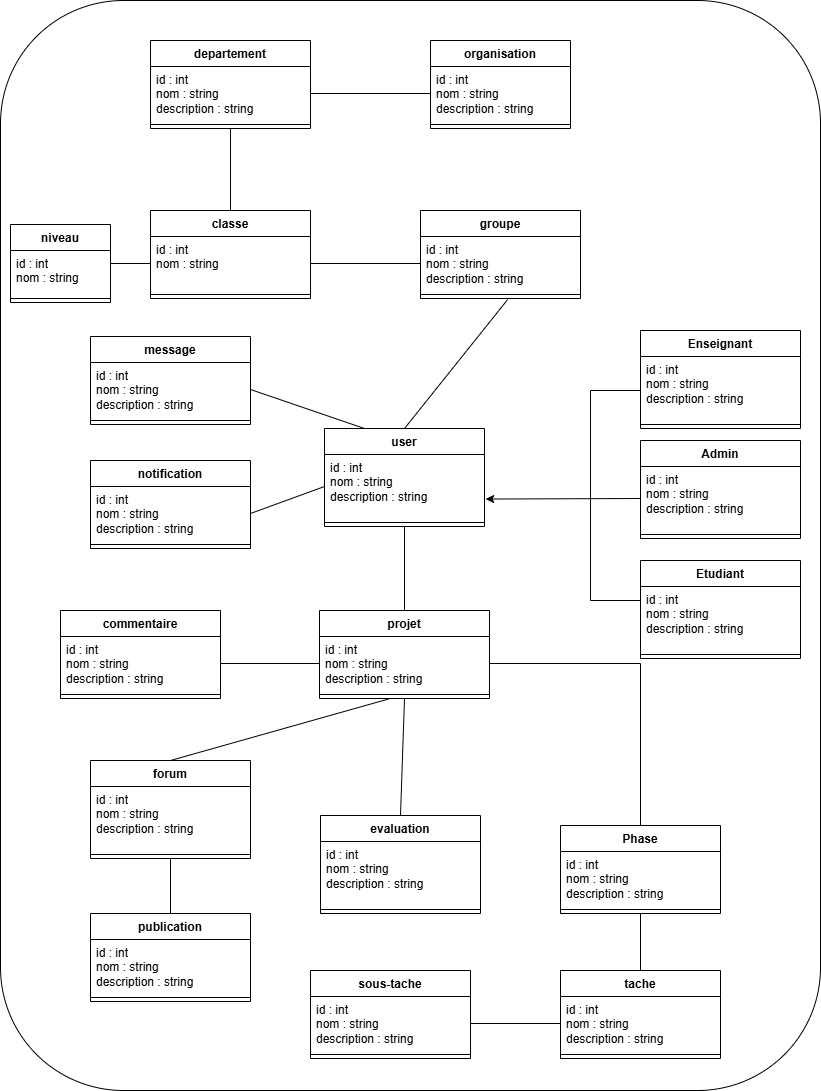 departement
id : int
nom : string
description : string
organisation
id : int
nom : string
description : string
niveau
id : int
nom : string
classe
id : int
nom : string
groupe
id : int
nom : string
description : string
message
id : int
nom : string
description : string
Enseignant
id : int
nom : string
description : string
user
id : int
nom : string
description : string
Admin
id : int
nom : string
description : string
notification
id : int
nom : string
description : string
Etudiant
id : int
nom : string
description : string
commentaire
id : int
nom : string
description : string
projet
id : int
nom : string
description : string
forum
id : int
nom : string
description : string
evaluation
id : int
nom : string
description : string
Phase
id : int
nom : string
description : string
publication
id : int
nom : string
description : string
sous-tache
id : int
nom : string
description : string
tache
id : int
nom : string
description : string